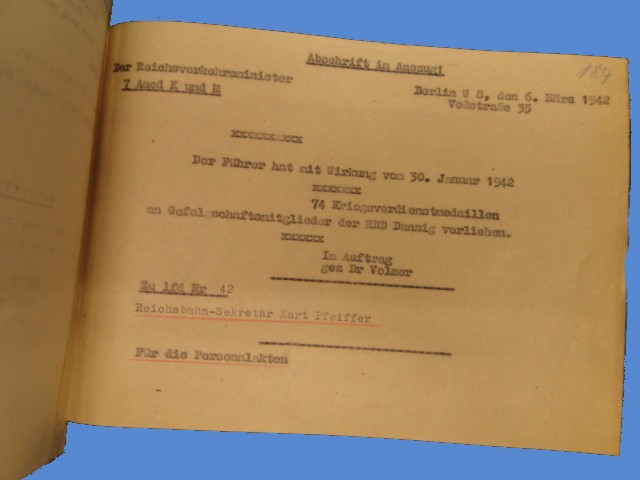 184
Abschrift im Auszug!
Der Reichsverkehrsminister
7 Aned K und M
Berlin W 8, den 6. März 1942
Voßstraße 35
xxxxxxxxxx
Der Führer hat mit Wirkung vom 30. Januar 1942
xxxxxxx
74 Kriegsverdienstmedaillen
an Gefolgschaftsmitglieder der RBD Danzig verliehen.
xxxxxx
Im Auftrag
gez Dr Volmer
Zu lfd Nr 42
Reichsbahn-Sekretär Kurt Pfeiffer
Für die Personalakten